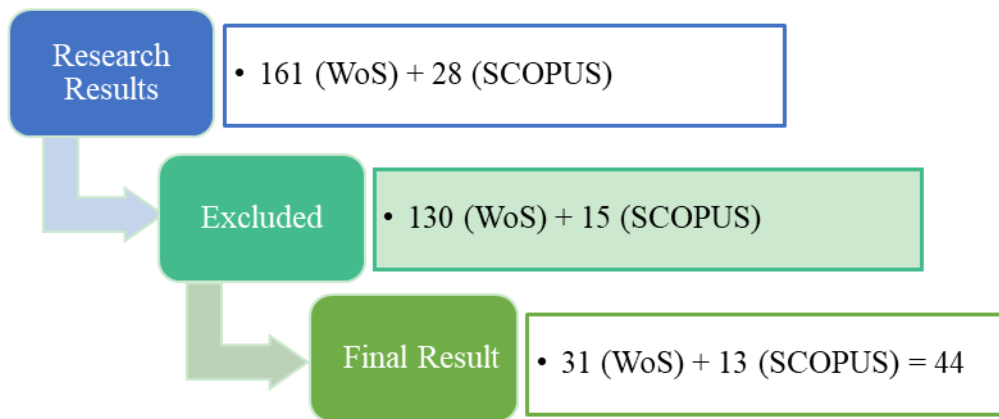 Research
Results
• 161 (WoS) + 28 (SCOPUS)
Excluded
• 130 (WoS) + 15 (SCOPUS)
Final Result
• 31 (WoS) + 13 (SCOPUS) = 44